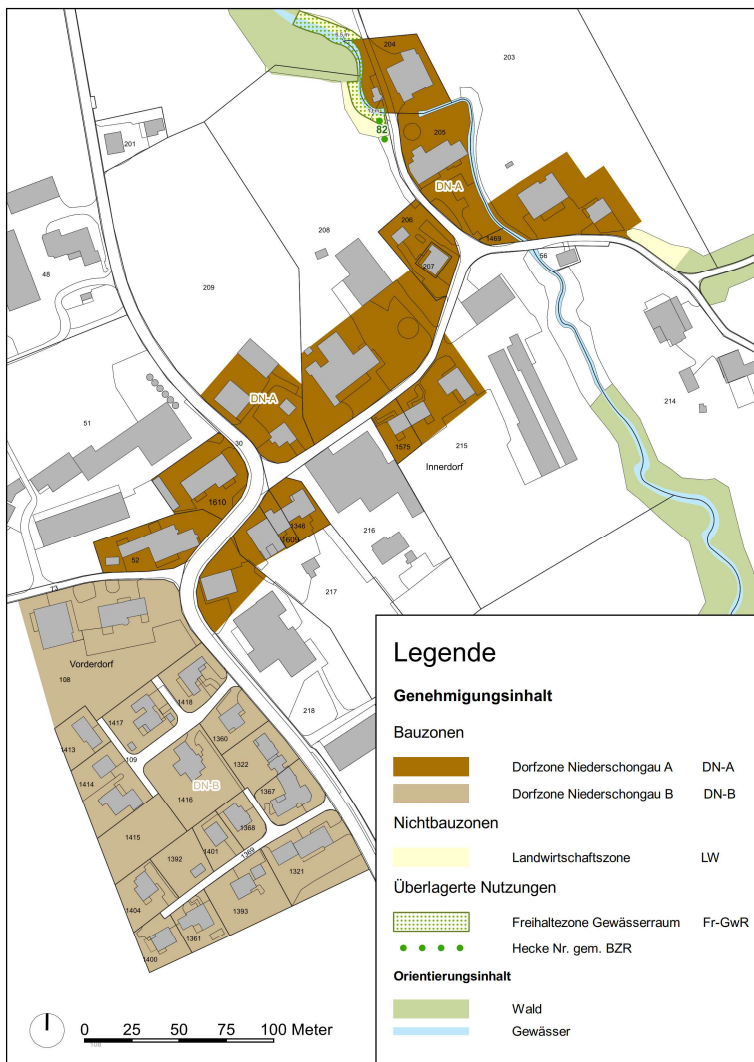 204
203
82
201
205
DN-A
206
1469
208
207
56
48
209
214
DN-A
51
30
1575
215
Innerdorf
1610
1346
216
1609
52
217
Vorderdorf
108
1418
1417
218
1360
1413
109
1322
1414
DN-B
1367
1416
1368
1415
1401
1392
1369
1321
1404
1393
1361
1400
0 25 50 75 100 Meter
108
Legende
Genehmigungsinhalt
Bauzonen
Dorfzone Niederschongau A DN-A
Dorfzone Niederschongau B DN-B
Nichtbauzonen
Landwirtschaftszone LW
Überlagerte Nutzungen
Freihaltezone Gewässerraum Fr-GwR
Hecke Nr. gem. BZR
Orientierungsinhalt
Wald
Gewässer